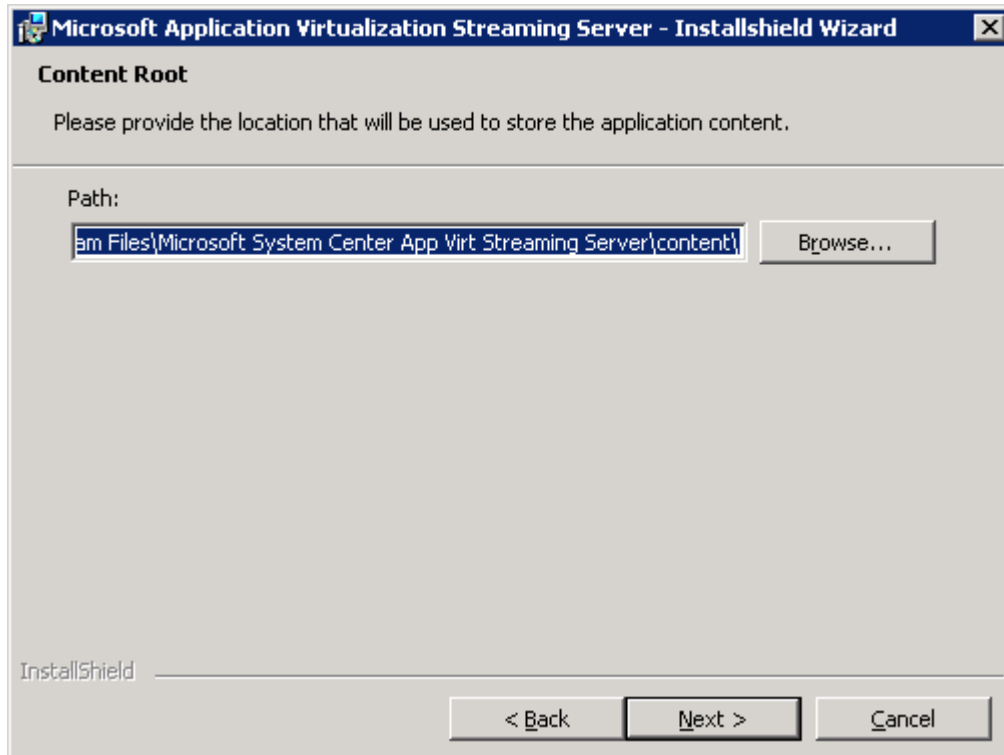 Microsoft Application Virtualization Streaming Server - Installshield Wizard
Content Root
Please provide the location that will be used to store the application content.
Path:
am Files\Microsoft System Center App Virt Streaming Server\content\ Browse...
InstallShield
< Back Next > Cancel